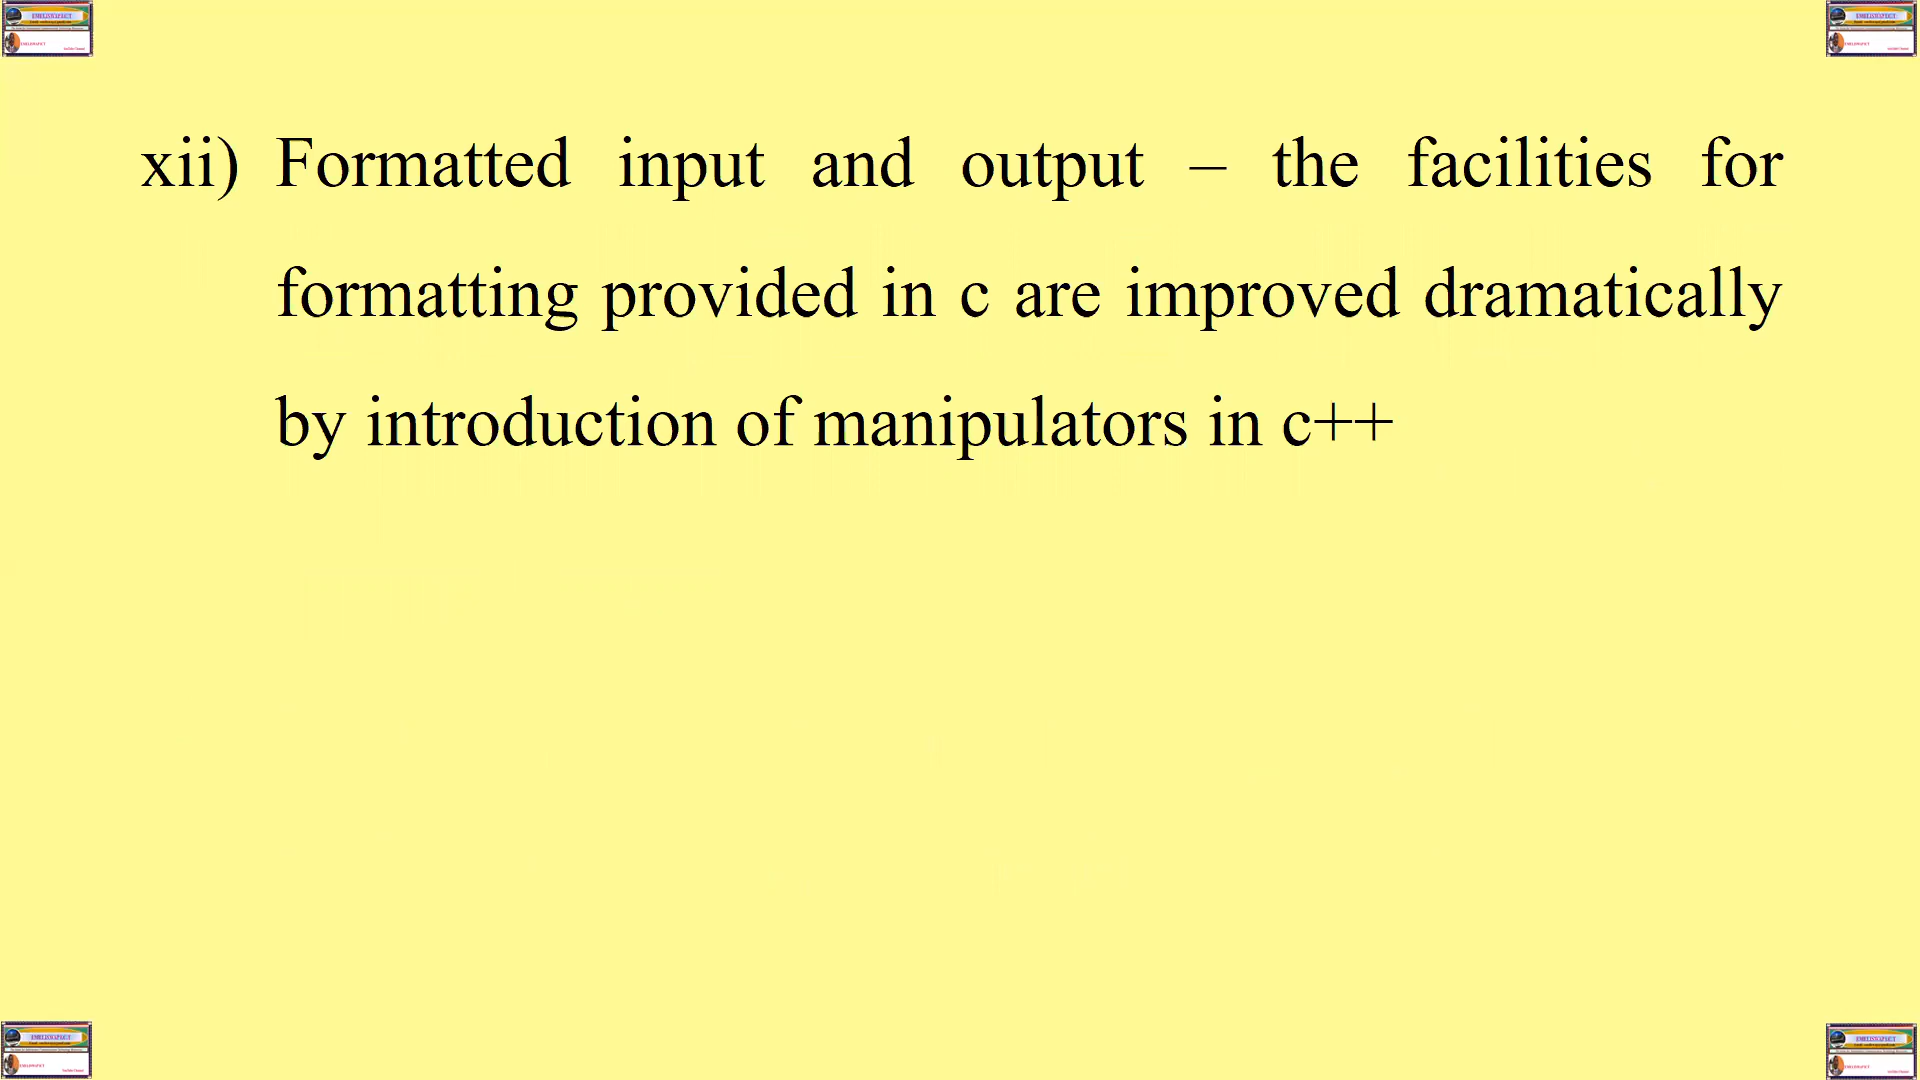 xii) Formatted input and output – the facilities for
formatting provided in c are improved dramatically
by introduction of manipulators in c++